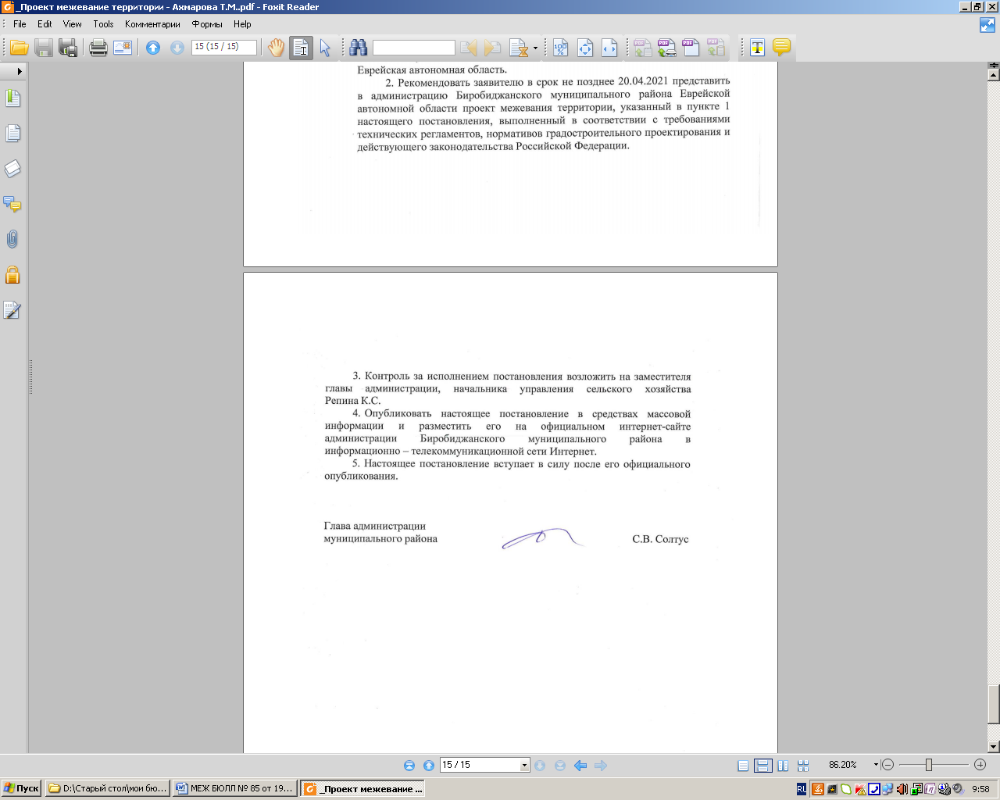 _Проект межевание территории - Ахмарова Т.М..pdf - Foxit Reader
File Edit View Tools Комментарии Формы Help
15 (15 / 15)
Еврейская автономная область.
2. Рекомендовать заявителю в срок не позднее 20.04.2021 представить
в администрацию Биробиджанского муниципального района Еврейской
автономной области проект межевания территории, указанный в пункте 1
настоящего постановления, выполненный в соответствии с требованиями
технических регламентов, нормативов градостроительного проектирования и
действующего законодательства Российской Федерации.
3. Контроль за исполнением постановления возложить на заместителя
главы администрации, начальника управления сельского хозяйства
Репина К.С.
4. Опубликовать настоящее постановление в средствах массовой
информации и разместить его на официальном интернет-сайте
администрации Биробиджанского муниципального района в
информационно – телекоммуникационной сети Интернет.
5. Настоящее постановление вступает в силу после его официального
опубликования.
Глава администрации
муниципального района С.В. Солтус
15 / 15
86.20%
Пуск D:\Старый стол\мои бю... МЕЖ БЮЛЛ № 85 от 19... _Проект межевание ... RU 9:58